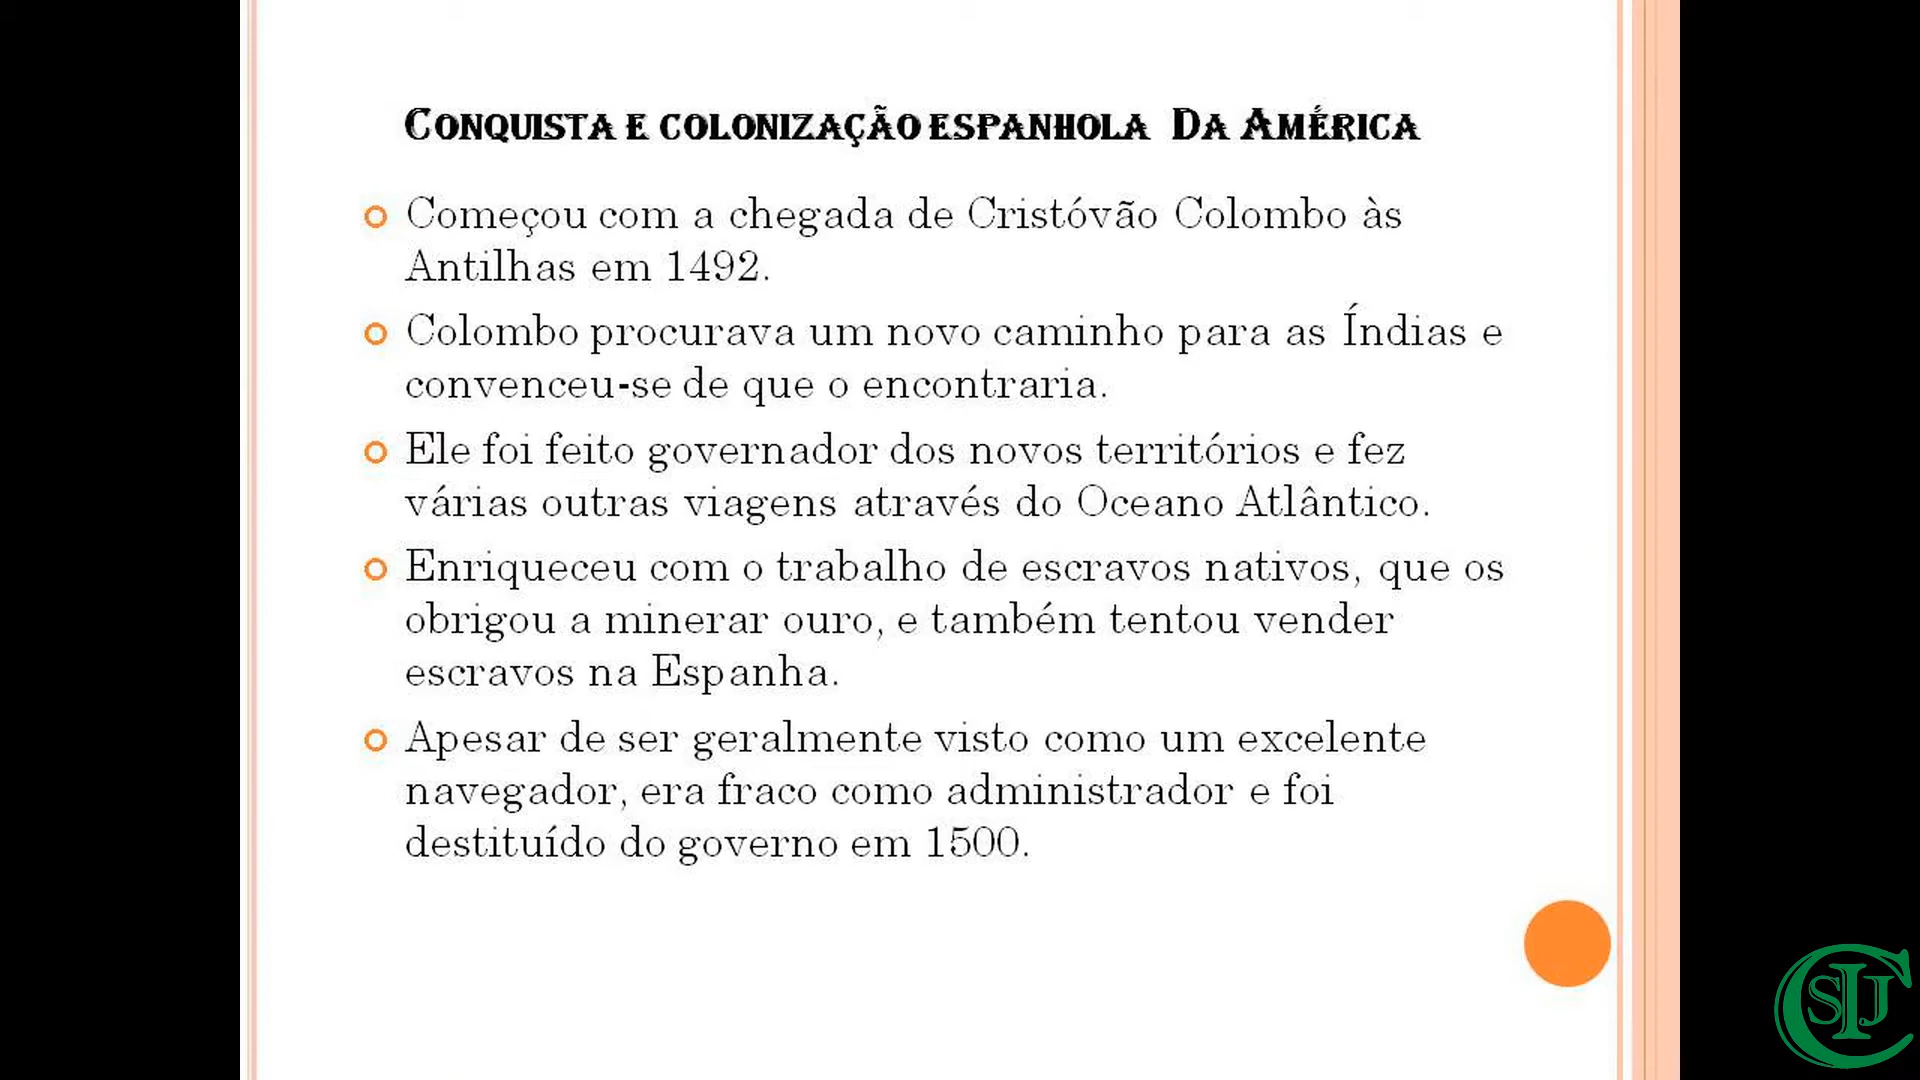 Conquista e colonização espanhola Da América
Começou com a chegada de Cristóvão Colombo às
Antilhas em 1492.
Colombo procurava um novo caminho para as Índias e
convenceu-se de que o encontraria.
Ele foi feito governador dos novos territórios e fez
várias outras viagens através do Oceano Atlântico.
Enriqueceu com o trabalho de escravos nativos, que os
obrigou a minerar ouro, e também tentou vender
escravos na Espanha.
Apesar de ser geralmente visto como um excelente
navegador, era fraco como administrador e foi
destituído do governo em 1500.